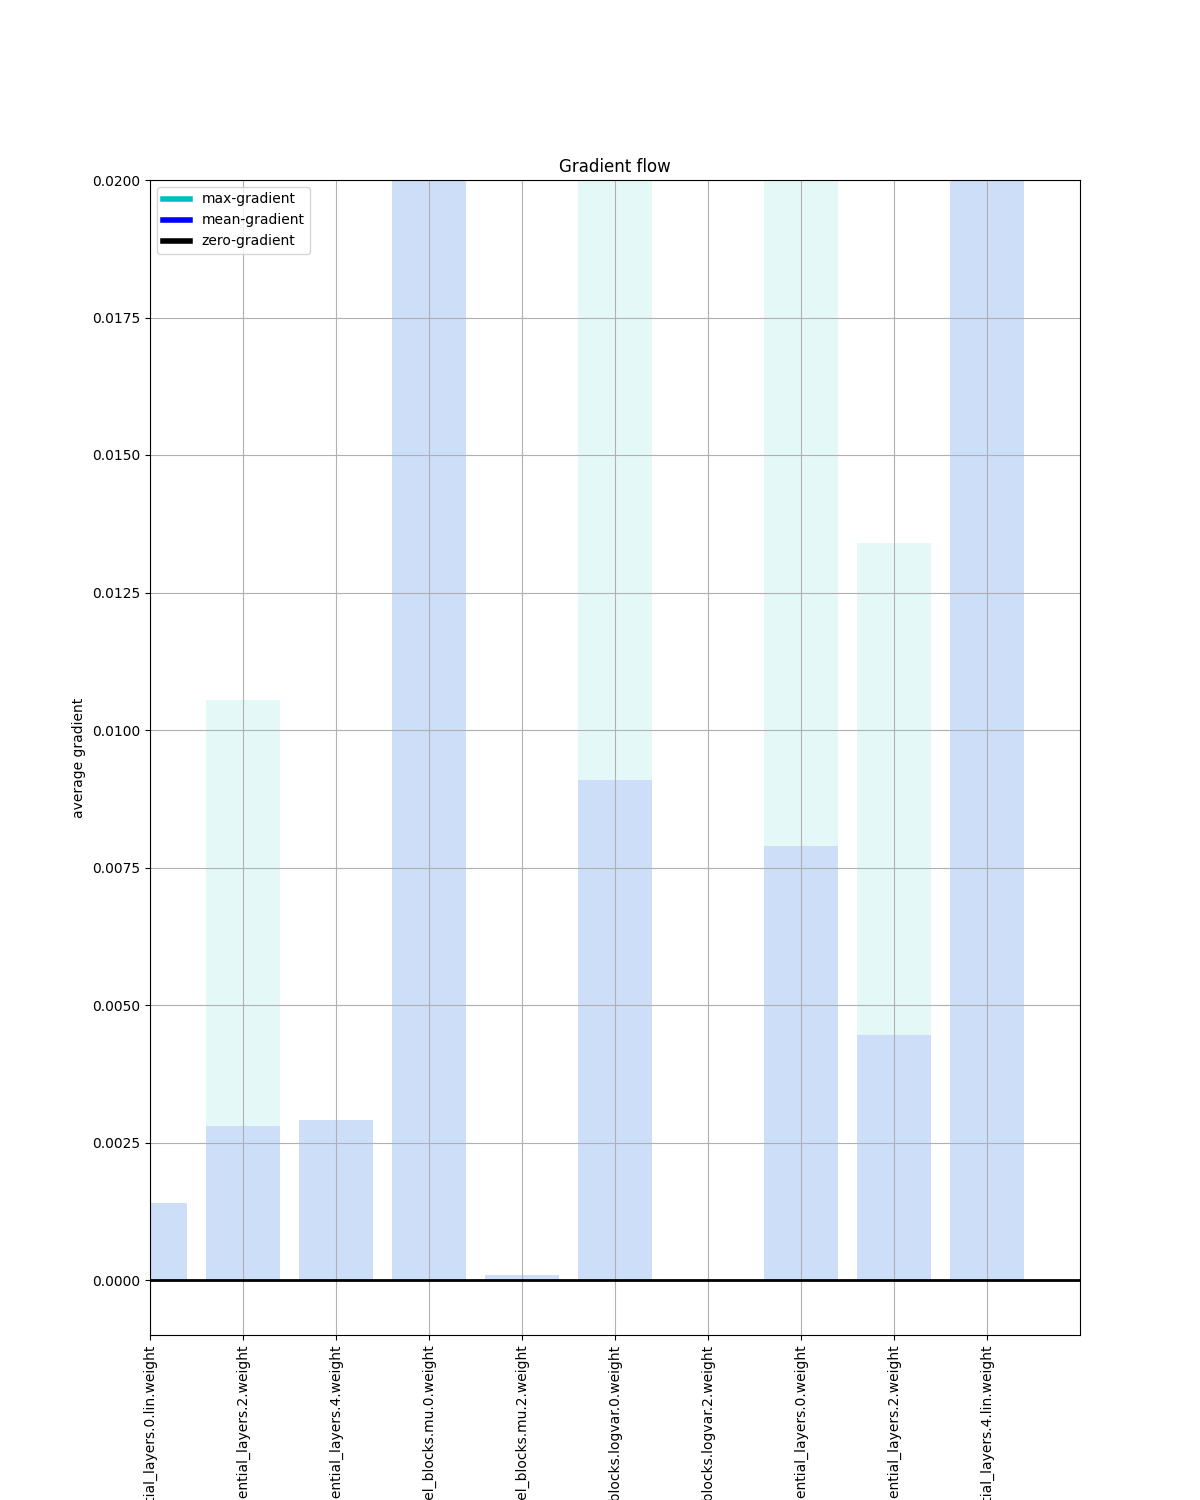 Gradient flow
max-gradient
mean-gradient
zero-gradient
0.0200
0.0175
0.0150
0.0125
0.0100
0.0075
0.0050
0.0025
0.0000
average gradient
tial_layers.0.lin.weight
ential_layers.2.weight
ential_layers.4.weight
el_blocks.mu.0.weight
el_blocks.mu.2.weight
blocks.logvar.0.weight
blocks.logvar.2.weight
ential_layers.0.weight
ential_layers.2.weight
tial_layers.4.lin.weight